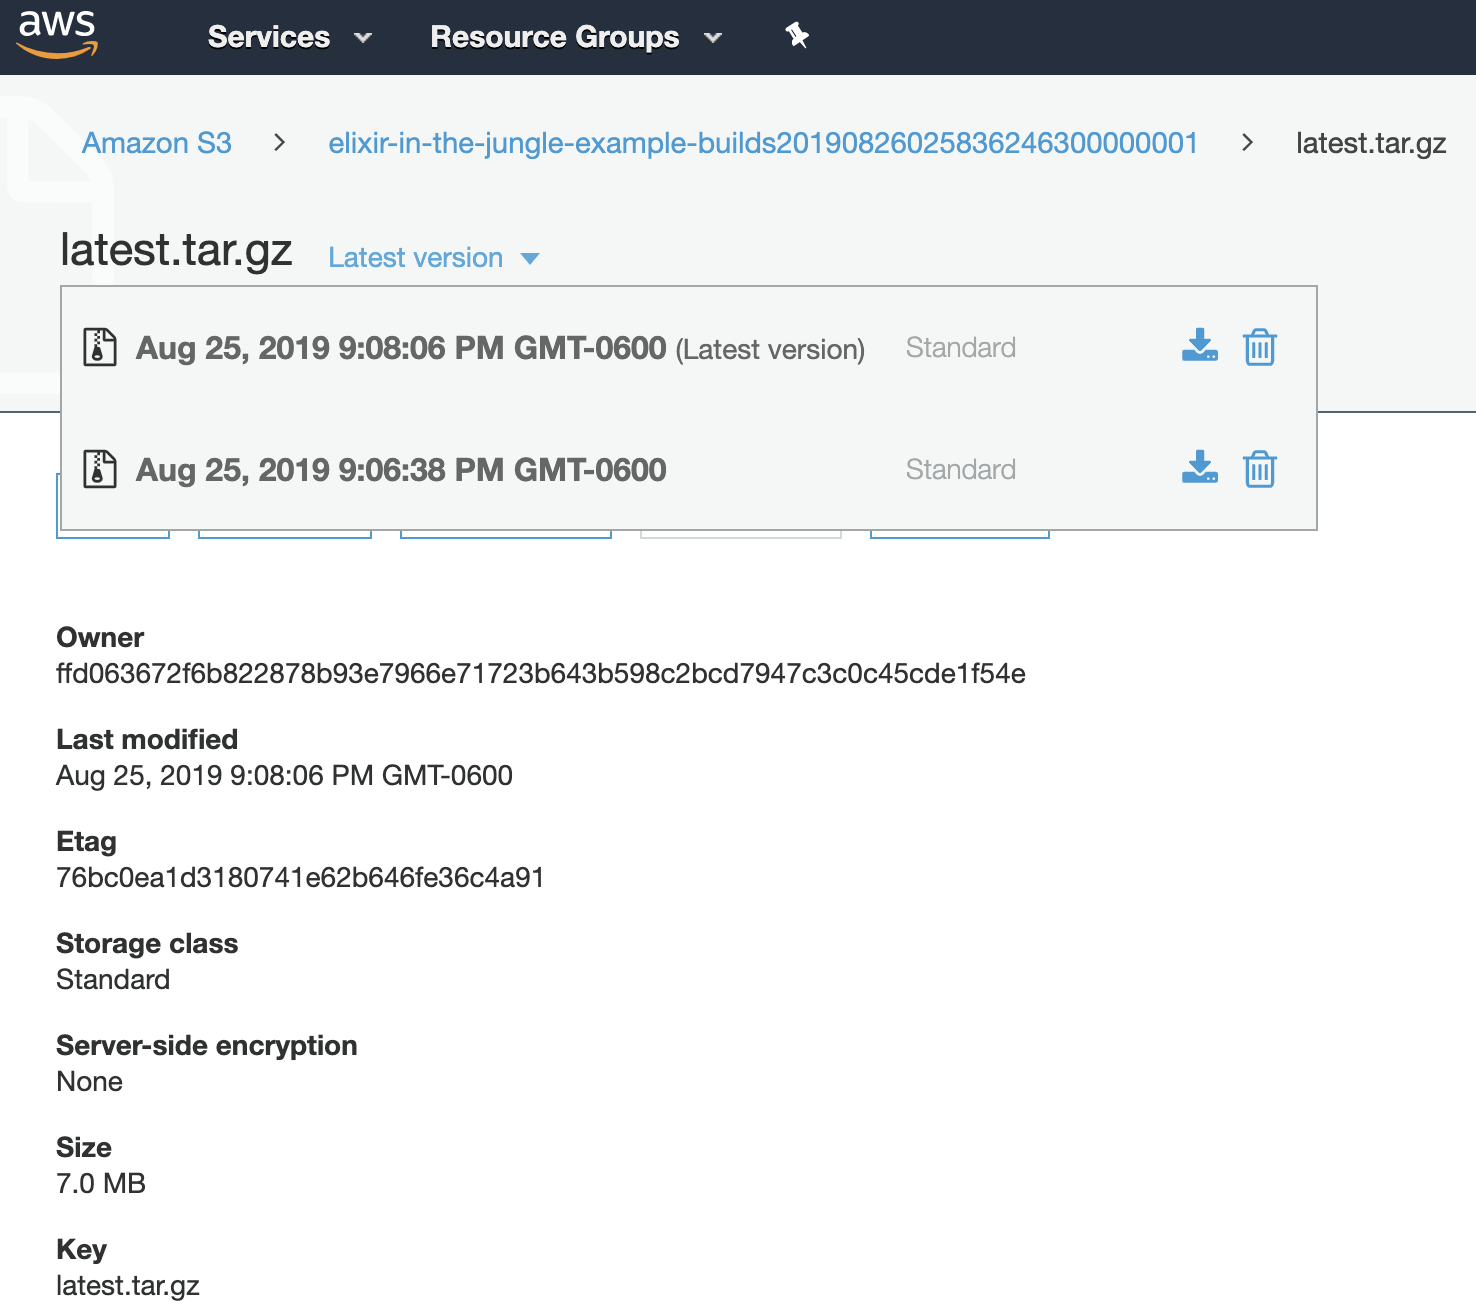 aws
Services
Resource Groups
Amazon S3 > elixir-in-the-jungle-example-builds20190826025836246300000001 > latest.tar.gz
latest.tar.gz Latest version
Aug 25, 2019 9:08:06 PM GMT-0600 (Latest version) Standard
Aug 25, 2019 9:06:38 PM GMT-0600 Standard
Owner
ffd063672f6b822878b93e7966e71723b643b598c2bcd7947c3c0c45cde1f54e
Last modified
Aug 25, 2019 9:08:06 PM GMT-0600
Etag
76bc0ea1d3180741e62b646fe36c4a91
Storage class
Standard
Server-side encryption
None
Size
7.0 MB
Key
latest.tar.gz